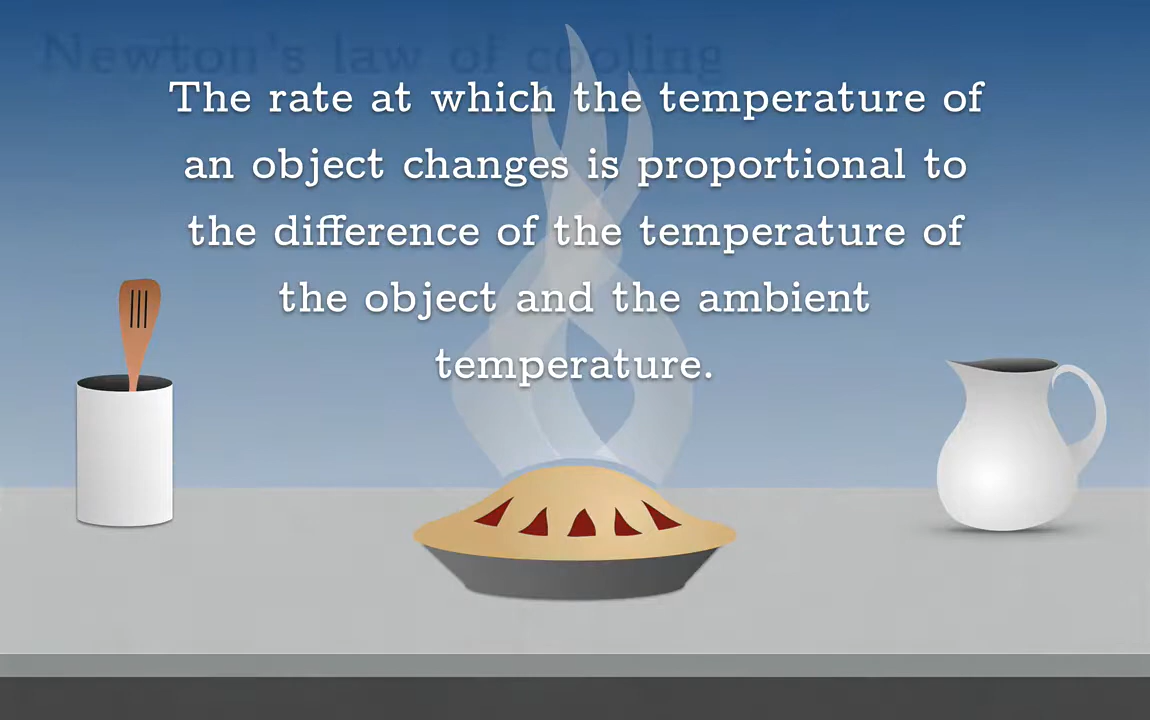 Newton's law of cooling
The rate at which the temperature of
an object changes is proportional to
the difference of the temperature of
the object and the ambient
temperature.